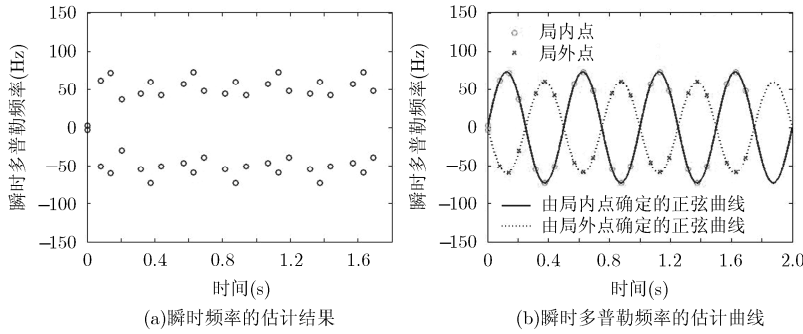 150
100
50
0
−50
−100
−150
瞬时多普勒频率(Hz)
0
0.4
0.8
1.2
1.6
时间(s)
(a)瞬时频率的估计结果
150
100
50
0
−50
−100
−150
瞬时多普勒频率(Hz)
局内点
局外点
由局内点确定的正弦曲线
由局外点确定的正弦曲线
0
0.4
0.8
1.2
1.6
2.0
时间(s)
(b)瞬时多普勒频率的估计曲线